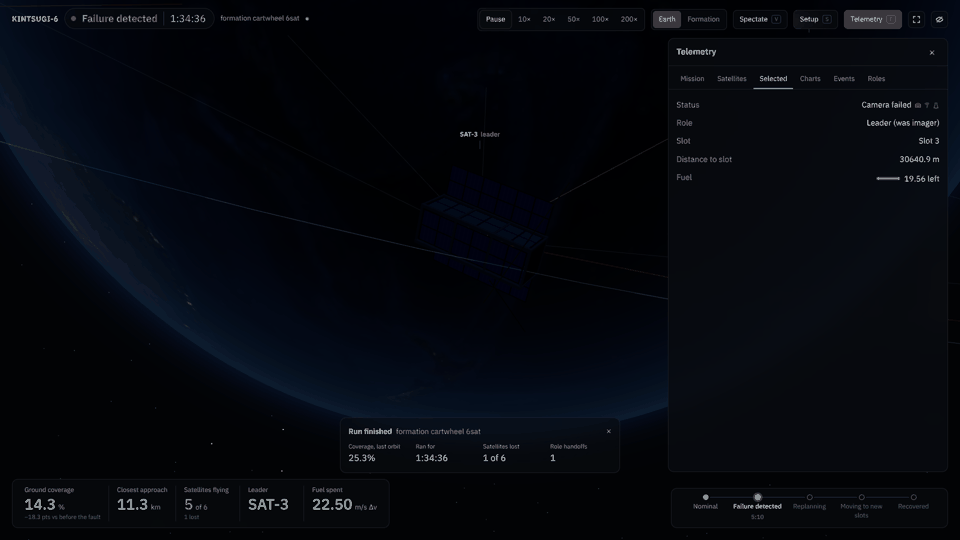 KINTSUGI-6
Failure detected 1:34:36
formation cartwheel 6sat
Pause 10× 20× 50× 100× 200×
Earth Formation
Spectate V
Setup S
Telemetry T
Telemetry
Mission Satellites Selected Charts Events Roles
Status Camera failed
Role Leader (was imager)
Slot Slot 3
Distance to slot 30640.9 m
Fuel 19.56 left
SAT-3 leader
Run finished formation cartwheel 6sat
Coverage, last orbit Ran for Satellites lost Role handoffs
25.3% 1:34:36 1 of 6 1
Ground coverage Closest approach Satellites flying Leader Fuel spent
14.3 % 11.3 km 5 of 6 SAT-3 22.50 m/s Δv
−18.3 pts vs before the fault 1 lost
Nominal Failure detected Replanning Moving to new slots Recovered
5:10